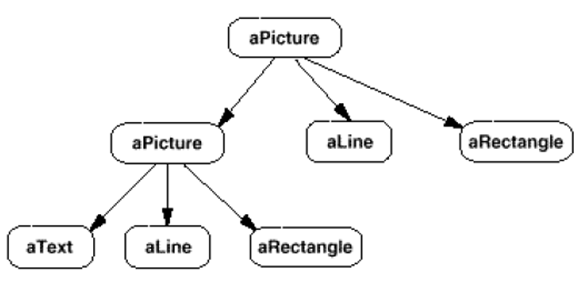 aPicture
aPicture
aLine
aRectangle
aText
aLine
aRectangle